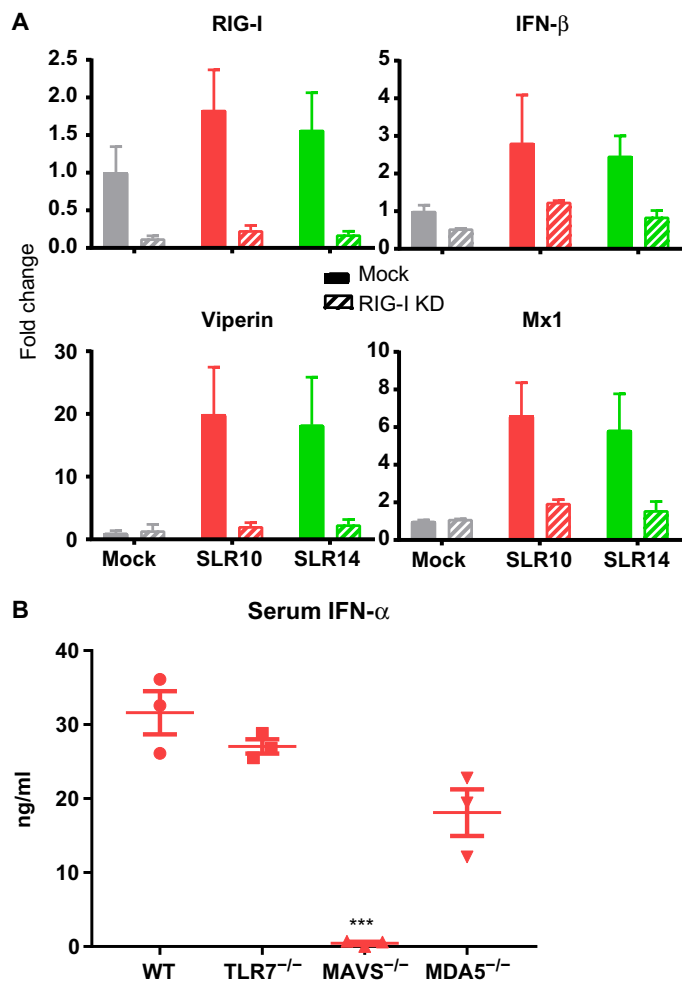 A
RIG-I
IFN-β
2.5
2.0
1.5
1.0
0.5
0.0
5
4
3
2
1
0
Mock
RIG-I KD
Fold change
Viperin
Mx1
30
20
10
0
10
8
6
4
2
0
Mock SLR10 SLR14
Mock SLR10 SLR14
B
Serum IFN-α
40
30
20
10
0
ng/ml
***
WT TLR7⁻/⁻ MAVS⁻/⁻ MDA5⁻/⁻